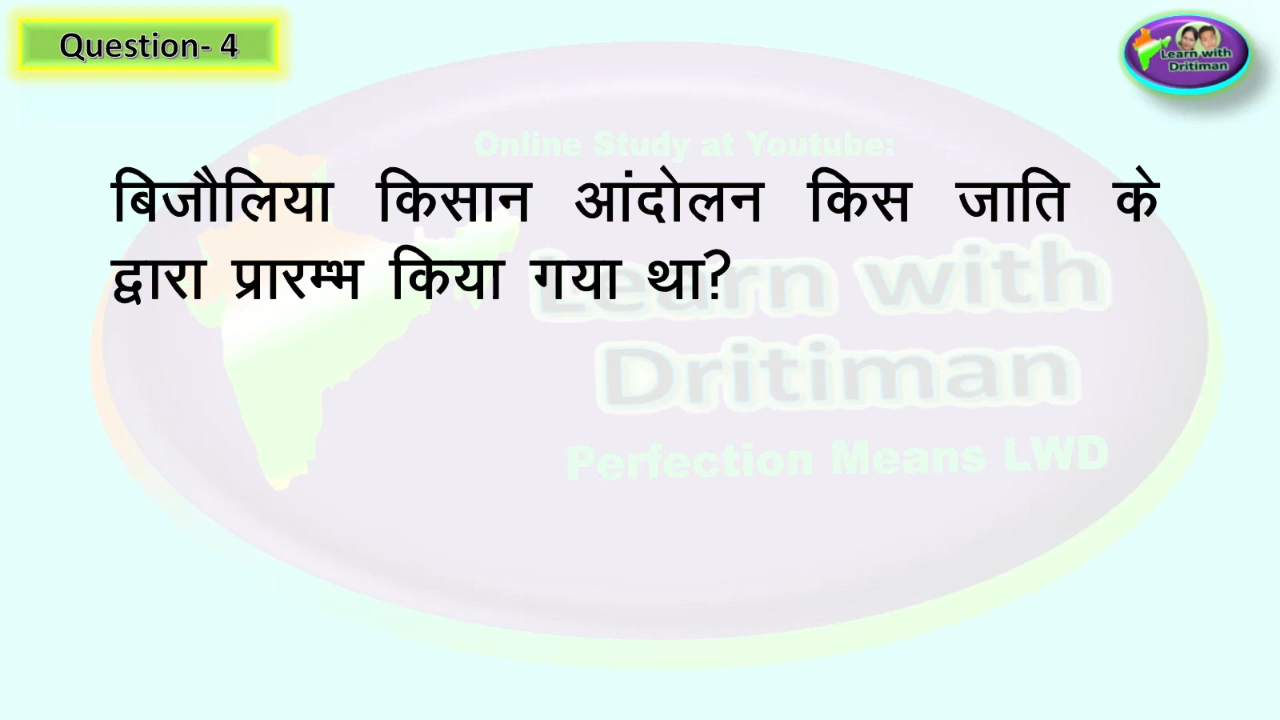 Question- 4
Learn with
Dritiman
Online Study at Youtube:
बिजौलिया किसान आंदोलन किस जाति के
द्वारा प्रारम्भ किया गया था?
Learn with
Dritiman
Perfection Means LWD